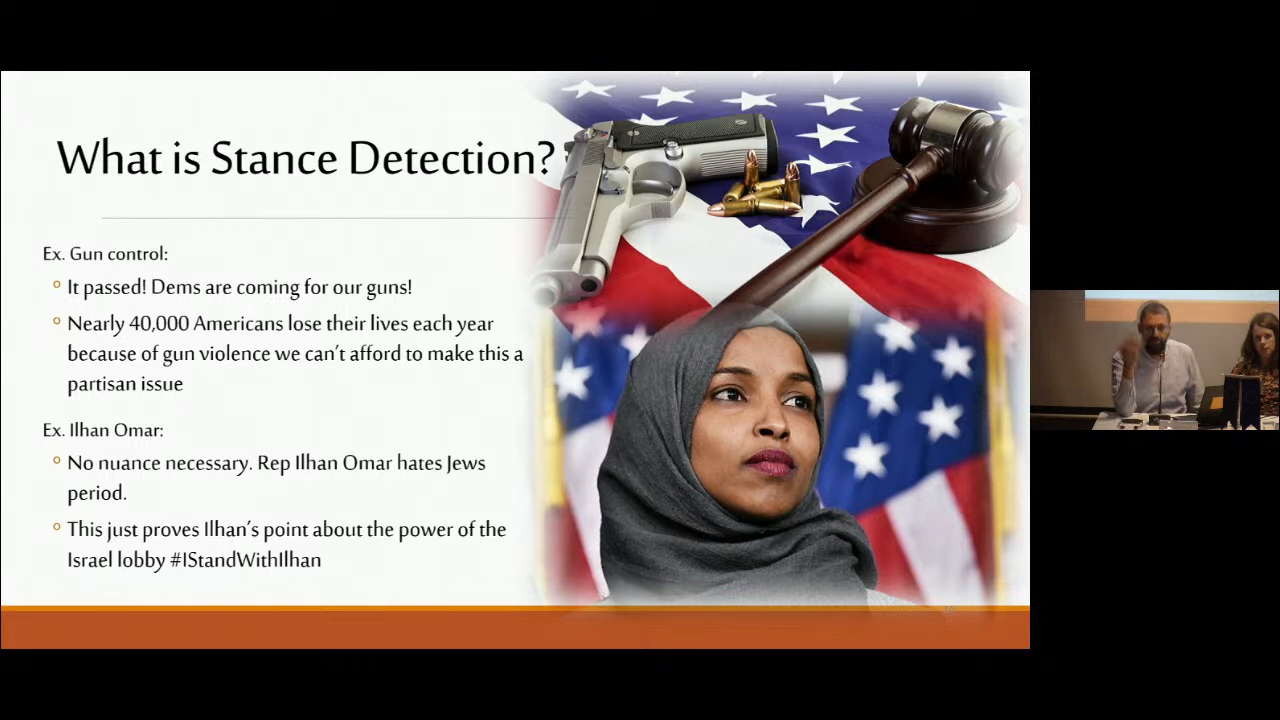 What is Stance Detection?
Ex. Gun control:
It passed! Dems are coming for our guns!
Nearly 40,000 Americans lose their lives each year
because of gun violence we can’t afford to make this a
partisan issue
Ex. Ilhan Omar:
No nuance necessary. Rep Ilhan Omar hates Jews
period.
This just proves Ilhan’s point about the power of the
Israel lobby #IStandWithIlhan